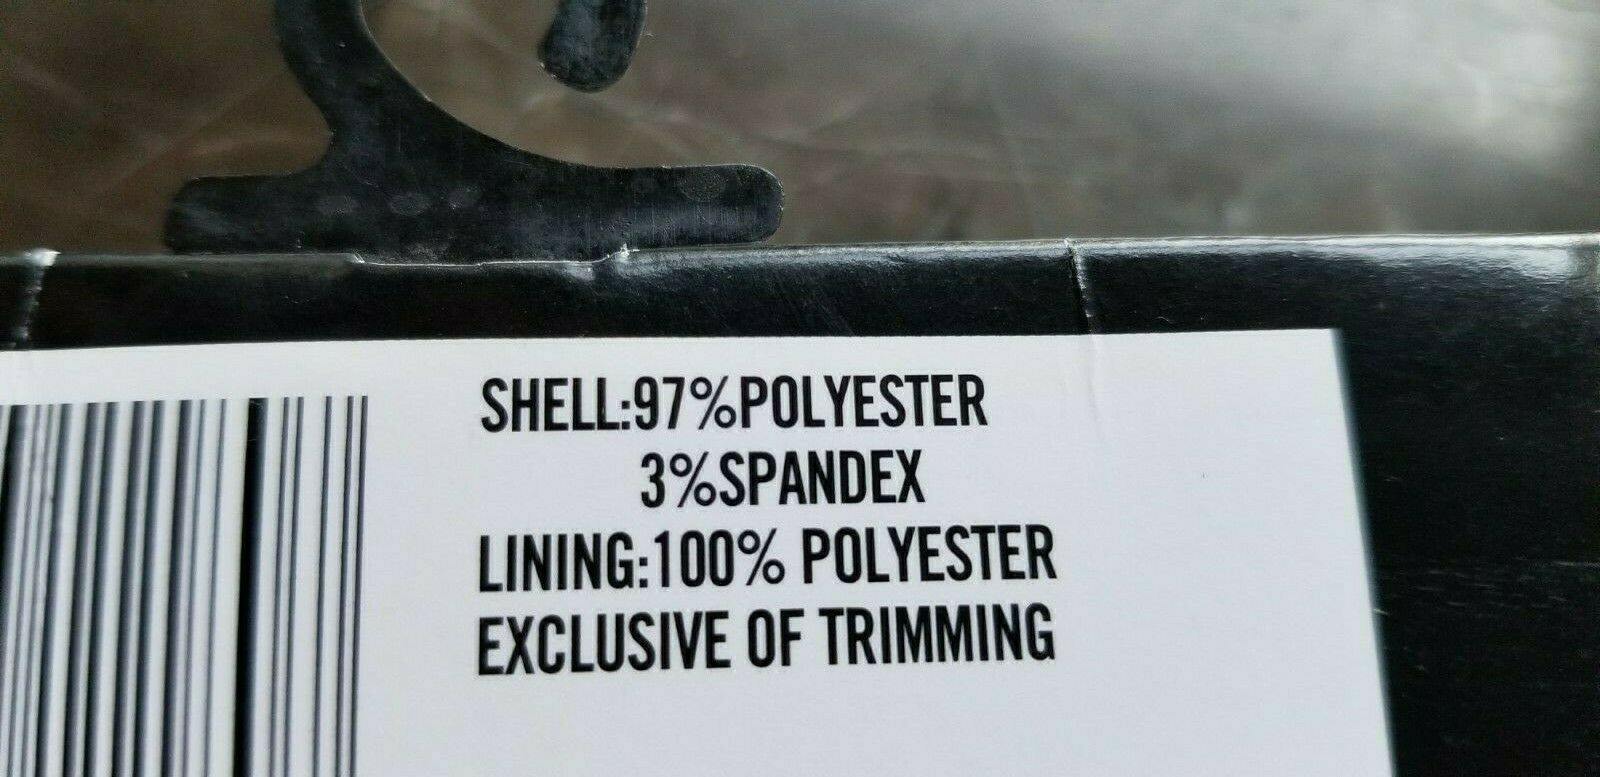 SHELL:97%POLYESTER
3%SPANDEX
LINING:100% POLYESTER
EXCLUSIVE OF TRIMMING